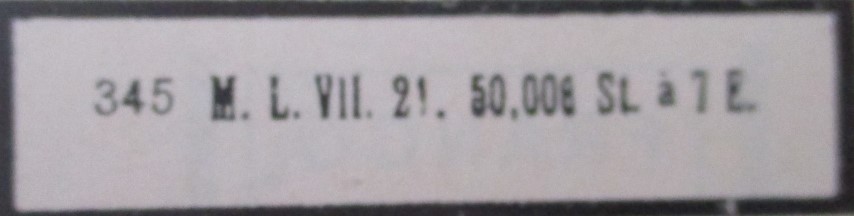 345 M. L. VII. 21. 50,000 St. à 7 E.